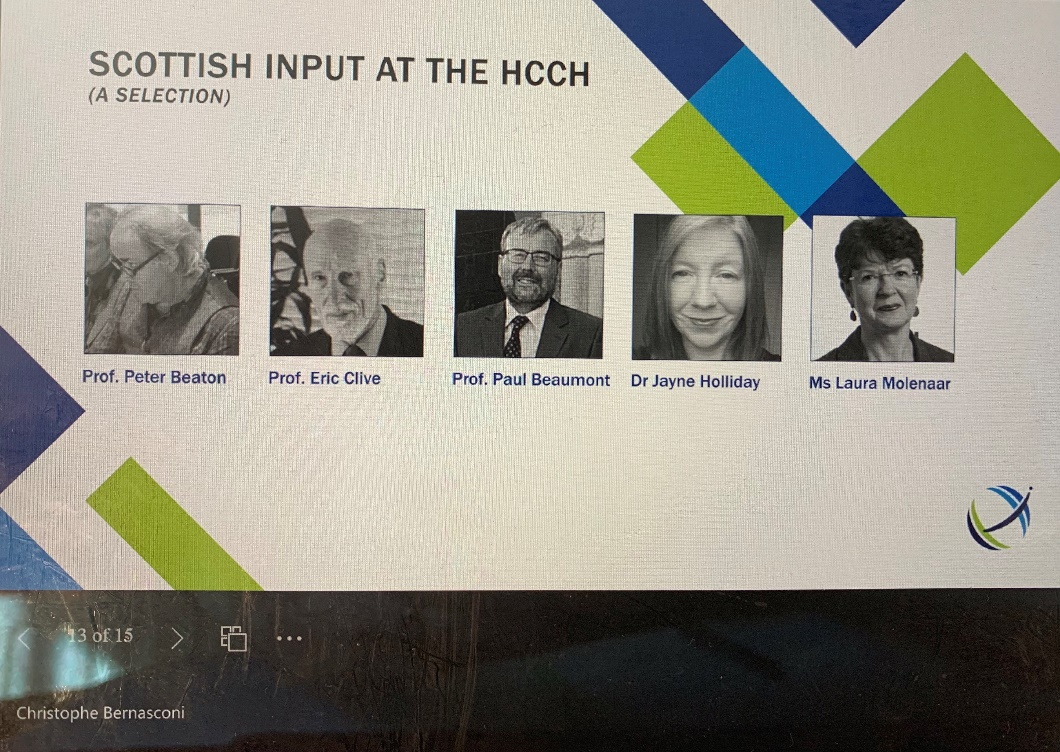 SCOTTISH INPUT AT THE HCCH
(A SELECTION)
Prof. Peter Beaton
Prof. Eric Clive
Prof. Paul Beaumont
Dr Jayne Holliday
Ms Laura Molenaar
13 of 15
Christophe Bernasconi